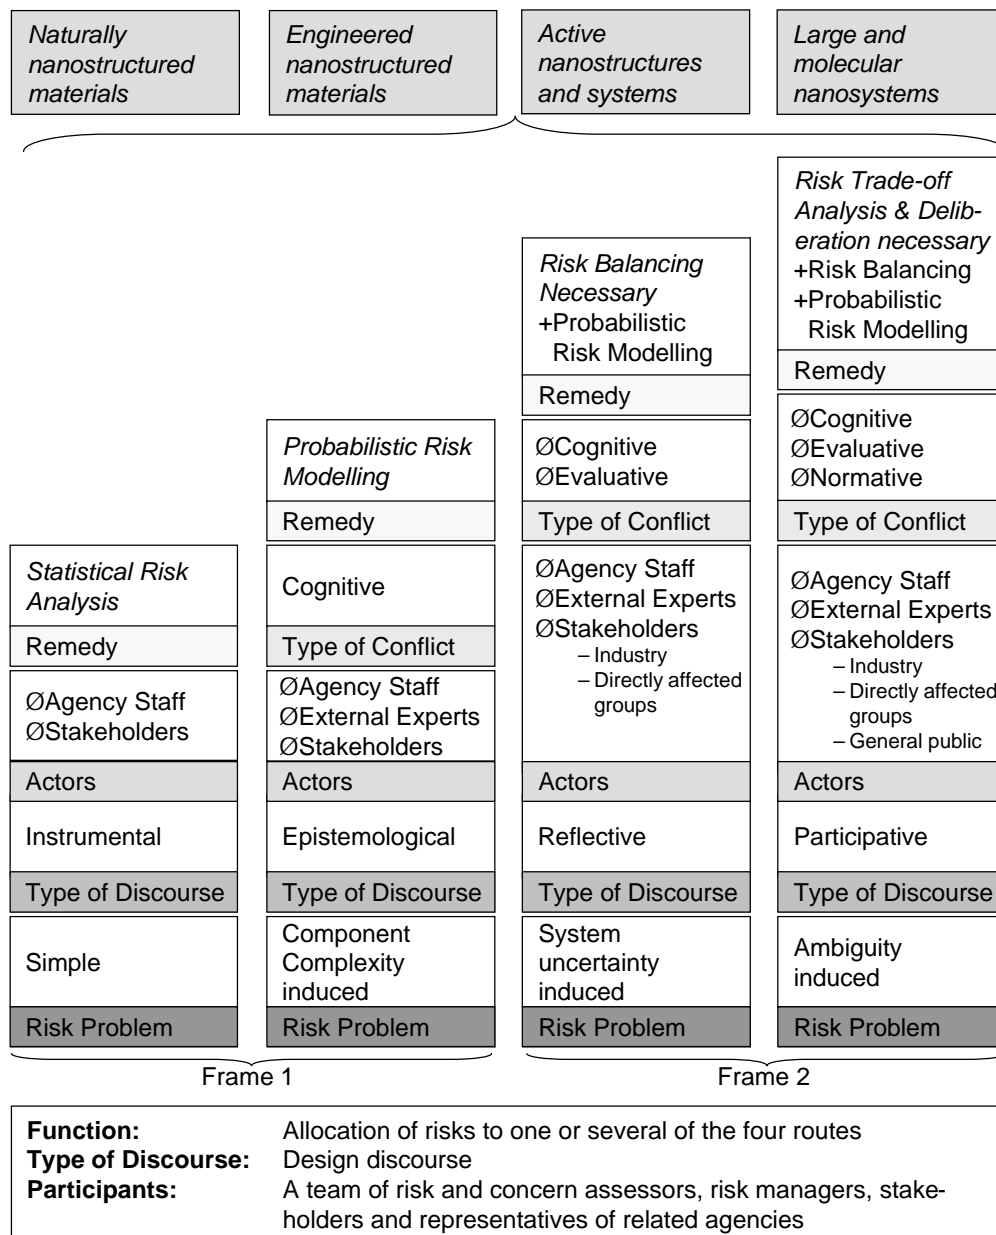 Naturally
nanostructured
materials
Engineered
nanostructured
materials
Active
nanostructures
and systems
Large and
molecular
nanosystems
Statistical Risk
Analysis
Remedy
ØAgency Staff
ØStakeholders
Actors
Instrumental
Type of Discourse
Simple
Risk Problem
Probabilistic Risk
Modelling
Remedy
Cognitive
Type of Conflict
ØAgency Staff
ØExternal Experts
ØStakeholders
Actors
Epistemological
Type of Discourse
Component
Complexity
induced
Risk Problem
Risk Balancing
Necessary
+Probabilistic
Risk Modelling
Remedy
ØCognitive
ØEvaluative
Type of Conflict
ØAgency Staff
ØExternal Experts
ØStakeholders
– Industry
– Directly affected
groups
Actors
Reflective
Type of Discourse
System
uncertainty
induced
Risk Problem
Risk Trade-off
Analysis & Delib-
eration necessary
+Risk Balancing
+Probabilistic
Risk Modelling
Remedy
ØCognitive
ØEvaluative
ØNormative
Type of Conflict
ØAgency Staff
ØExternal Experts
ØStakeholders
– Industry
– Directly affected
groups
– General public
Actors
Participative
Type of Discourse
Ambiguity
induced
Risk Problem
Frame 1
Frame 2
Function: Allocation of risks to one or several of the four routes
Type of Discourse: Design discourse
Participants: A team of risk and concern assessors, risk managers, stake-
holders and representatives of related agencies